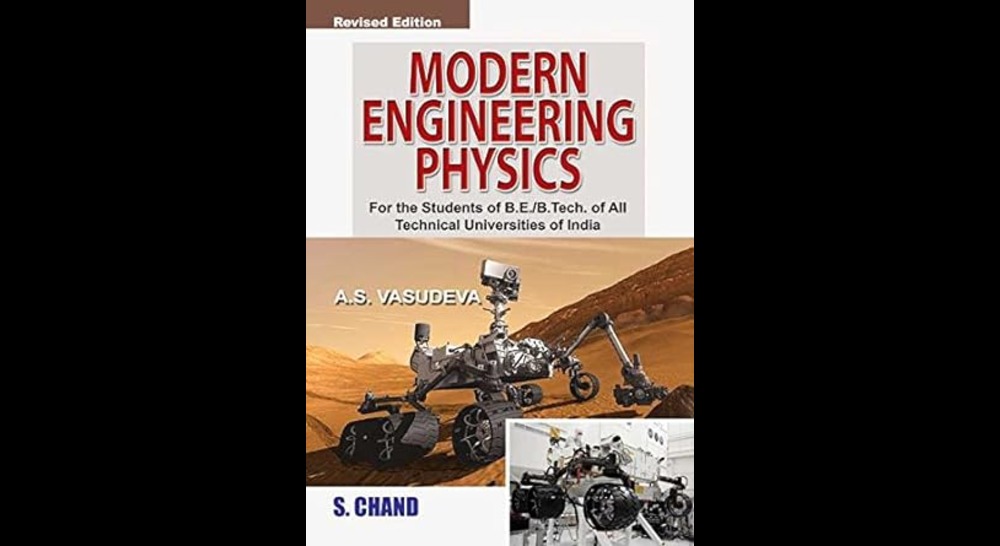 Revised Edition
MODERN
ENGINEERING
PHYSICS
For the Students of B.E./B.Tech. of All
Technical Universities of India
A.S. VASUDEVA
S. CHAND